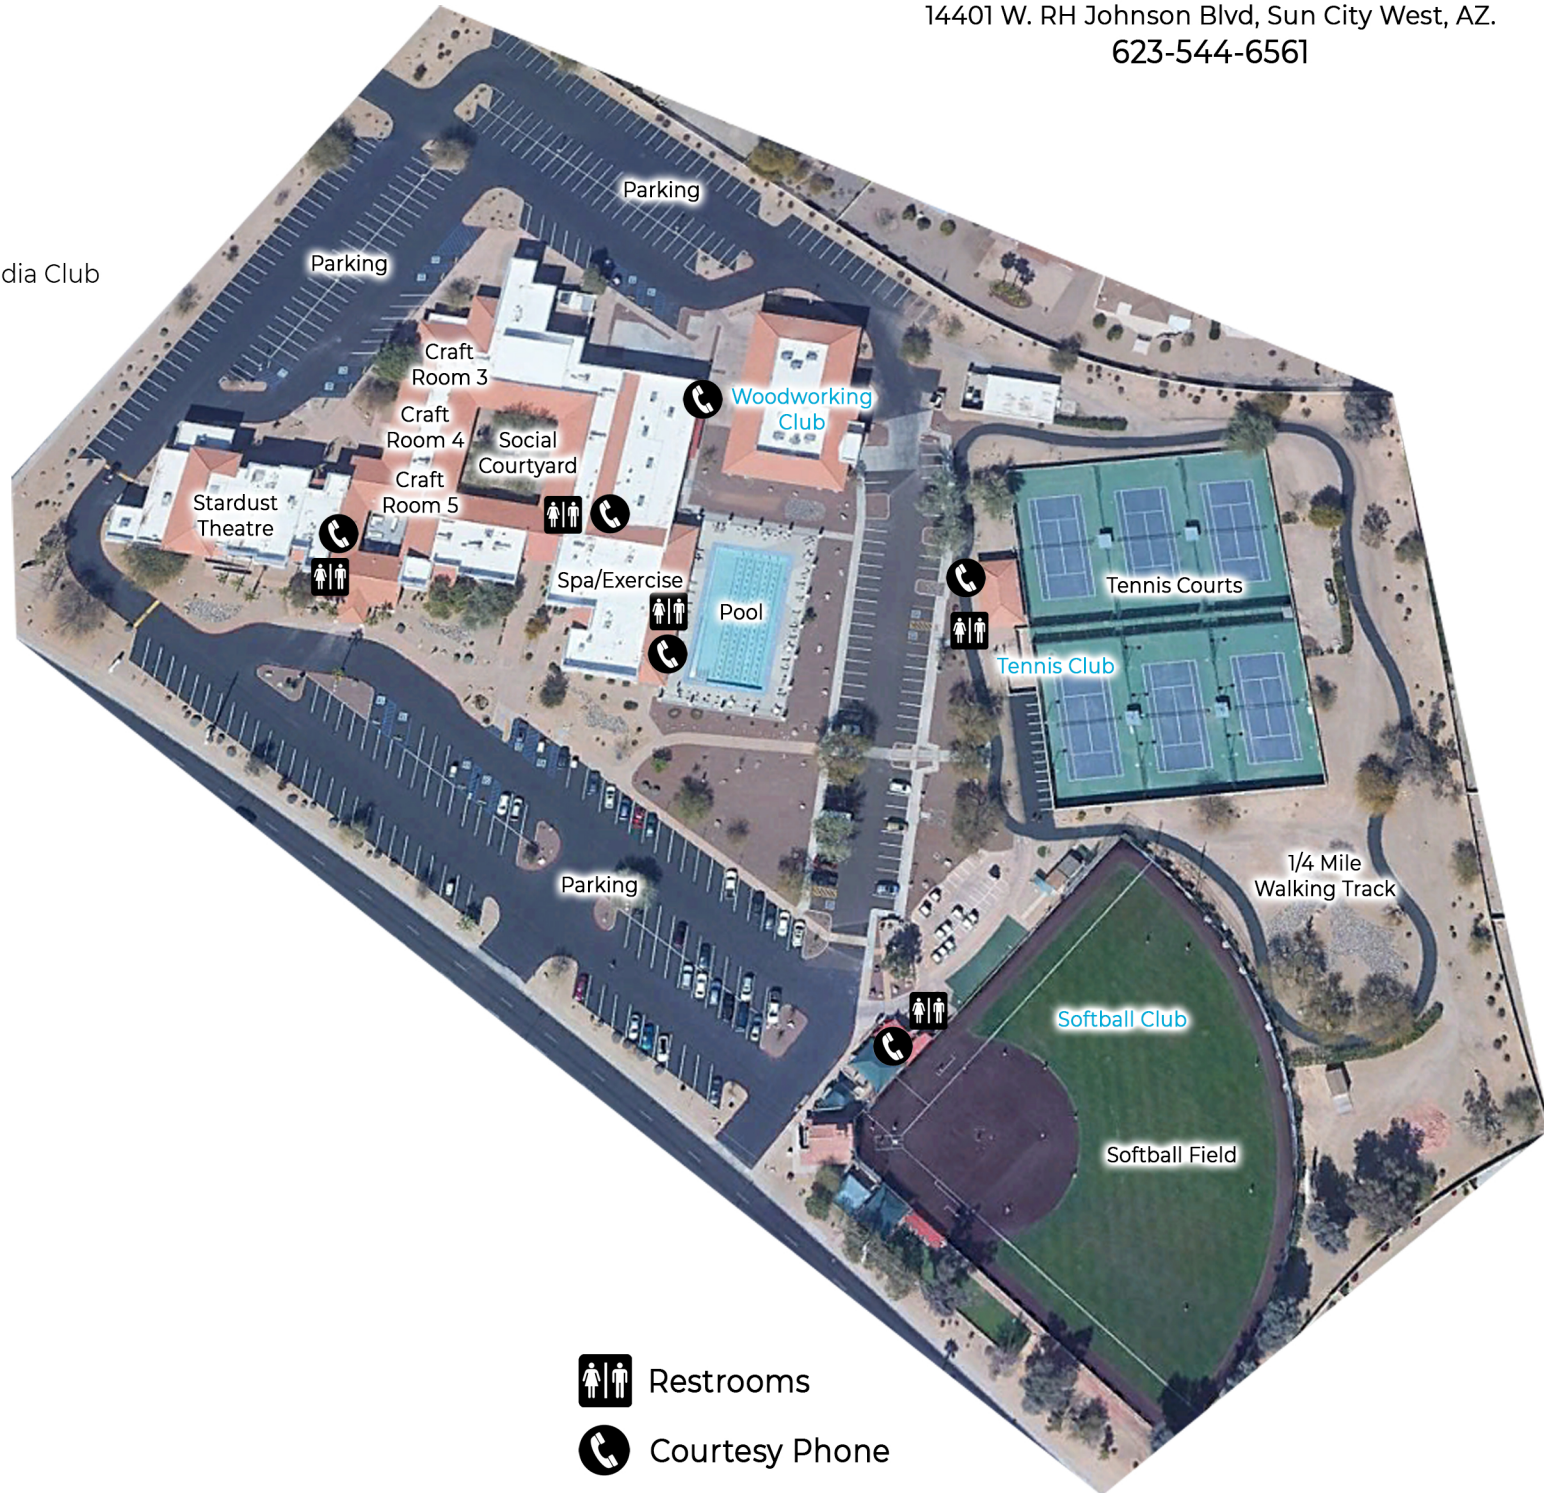 14401 W. RH Johnson Blvd, Sun City West, AZ.
623-544-6561
Parking
Parking
dia Club
Craft
Room 3
Woodworking
Club
Craft
Room 4
Social
Courtyard
Craft
Room 5
Stardust
Theatre
Spa/Exercise
Pool
Tennis Courts
Tennis Club
1/4 Mile
Walking Track
Parking
Softball Club
Softball Field
Restrooms
Courtesy Phone